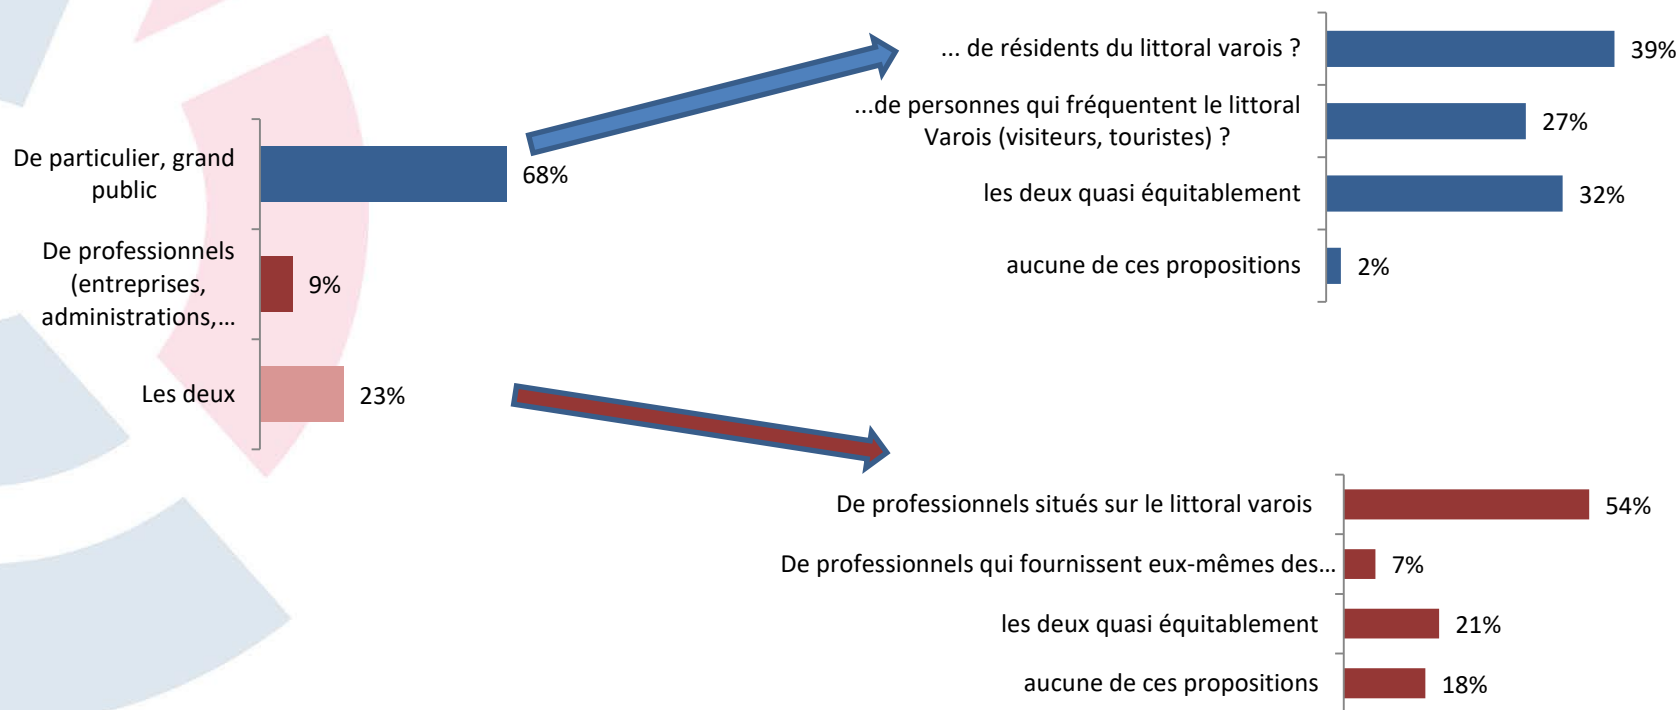 De particulier, grand
public
68%
De professionnels
(entreprises,
administrations,…
9%
Les deux
23%
... de résidents du littoral varois ?
39%
...de personnes qui fréquentent le littoral
Varois (visiteurs, touristes) ?
27%
les deux quasi équitablement
32%
aucune de ces propositions
2%
De professionnels situés sur le littoral varois
54%
De professionnels qui fournissent eux-mêmes des…
7%
les deux quasi équitablement
21%
aucune de ces propositions
18%